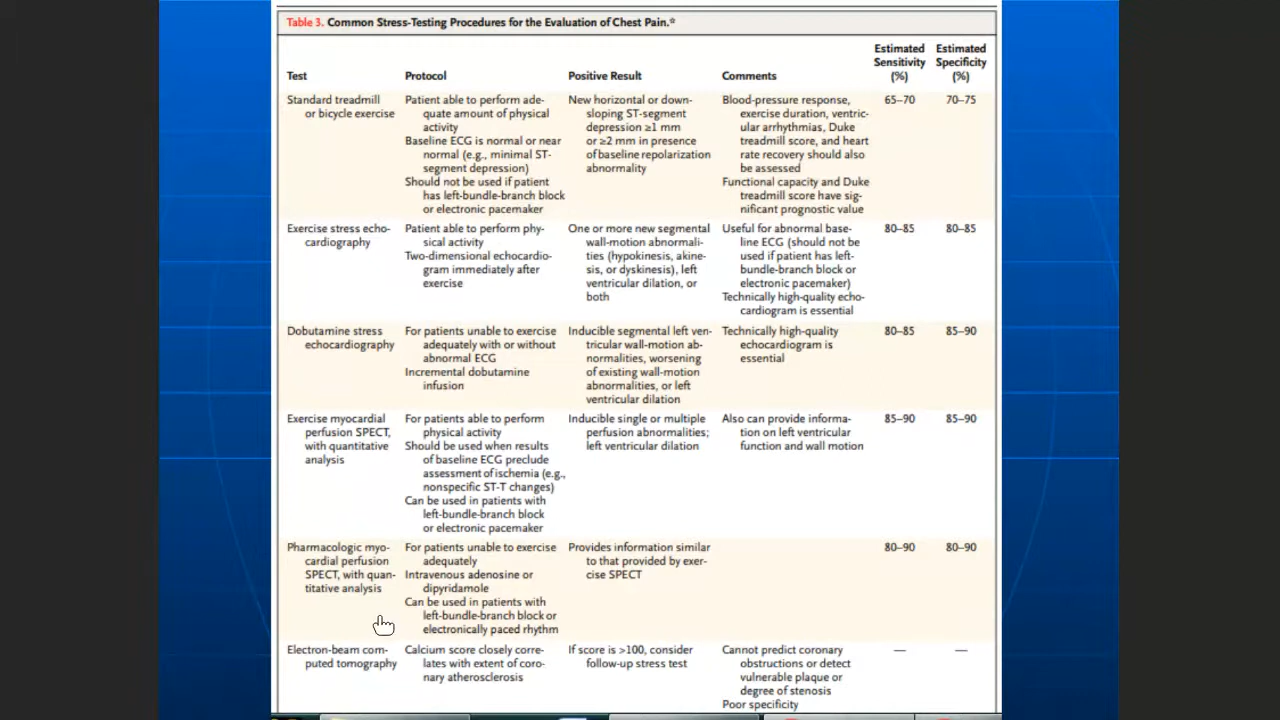 Table 3. Common Stress-Testing Procedures for the Evaluation of Chest Pain.*
Test
Protocol
Positive Result
Comments
Estimated
Sensitivity
(%)
Estimated
Specificity
(%)
Standard treadmill
or bicycle exercise
Patient able to perform ade-
quate amount of physical
activity
Baseline ECG is normal or near
normal (e.g., minimal ST-
segment depression)
Should not be used if patient
has left-bundle-branch block
or electronic pacemaker
New horizontal or down-
sloping ST-segment
depression ≥1 mm
or ≥2 mm in presence
of baseline repolarization
abnormality
Blood-pressure response,
exercise duration, ventric-
ular arrhythmias, Duke
treadmill score, and heart
rate recovery should also
be assessed
Functional capacity and Duke
treadmill score have sig-
nificant prognostic value
65–70
70–75
Exercise stress echo-
cardiography
Patient able to perform phy-
sical activity
Two-dimensional echocardio-
gram immediately after
exercise
One or more new segmental
wall-motion abnormali-
ties (hypokinesis, akine-
sis, or dyskinesis), left
ventricular dilation, or
both
Useful for abnormal base-
line ECG (should not be
used if patient has left-
bundle-branch block or
electronic pacemaker)
Technically high-quality echo-
cardiogram is essential
80–85
80–85
Dobutamine stress
echocardiography
For patients unable to exercise
adequately with or without
abnormal ECG
Incremental dobutamine
infusion
Inducible segmental left ven-
tricular wall-motion ab-
normalities, worsening
of existing wall-motion
abnormalities, or left
ventricular dilation
Technically high-quality
echocardiogram is
essential
80–85
85–90
Exercise myocardial
perfusion SPECT,
with quantitative
analysis
For patients able to perform
physical activity
Should be used when results
of baseline ECG preclude
assessment of ischemia (e.g.,
nonspecific ST-T changes)
Can be used in patients with
left-bundle-branch block
or electronic pacemaker
Inducible single or multiple
perfusion abnormalities;
left ventricular dilation
Also can provide informa-
tion on left ventricular
function and wall motion
85–90
85–90
Pharmacologic myo-
cardial perfusion
SPECT, with quan-
titative analysis
For patients unable to exercise
adequately
Intravenous adenosine or
dipyridamole
Can be used in patients with
left-bundle-branch block or
electronically paced rhythm
Provides information similar
to that provided by exer-
cise SPECT
80–90
80–90
Electron-beam com-
puted tomography
Calcium score closely corre-
lates with extent of coro-
nary atherosclerosis
If score is >100, consider
follow-up stress test
Cannot predict coronary
obstructions or detect
vulnerable plaque or
degree of stenosis
Poor specificity
—
—